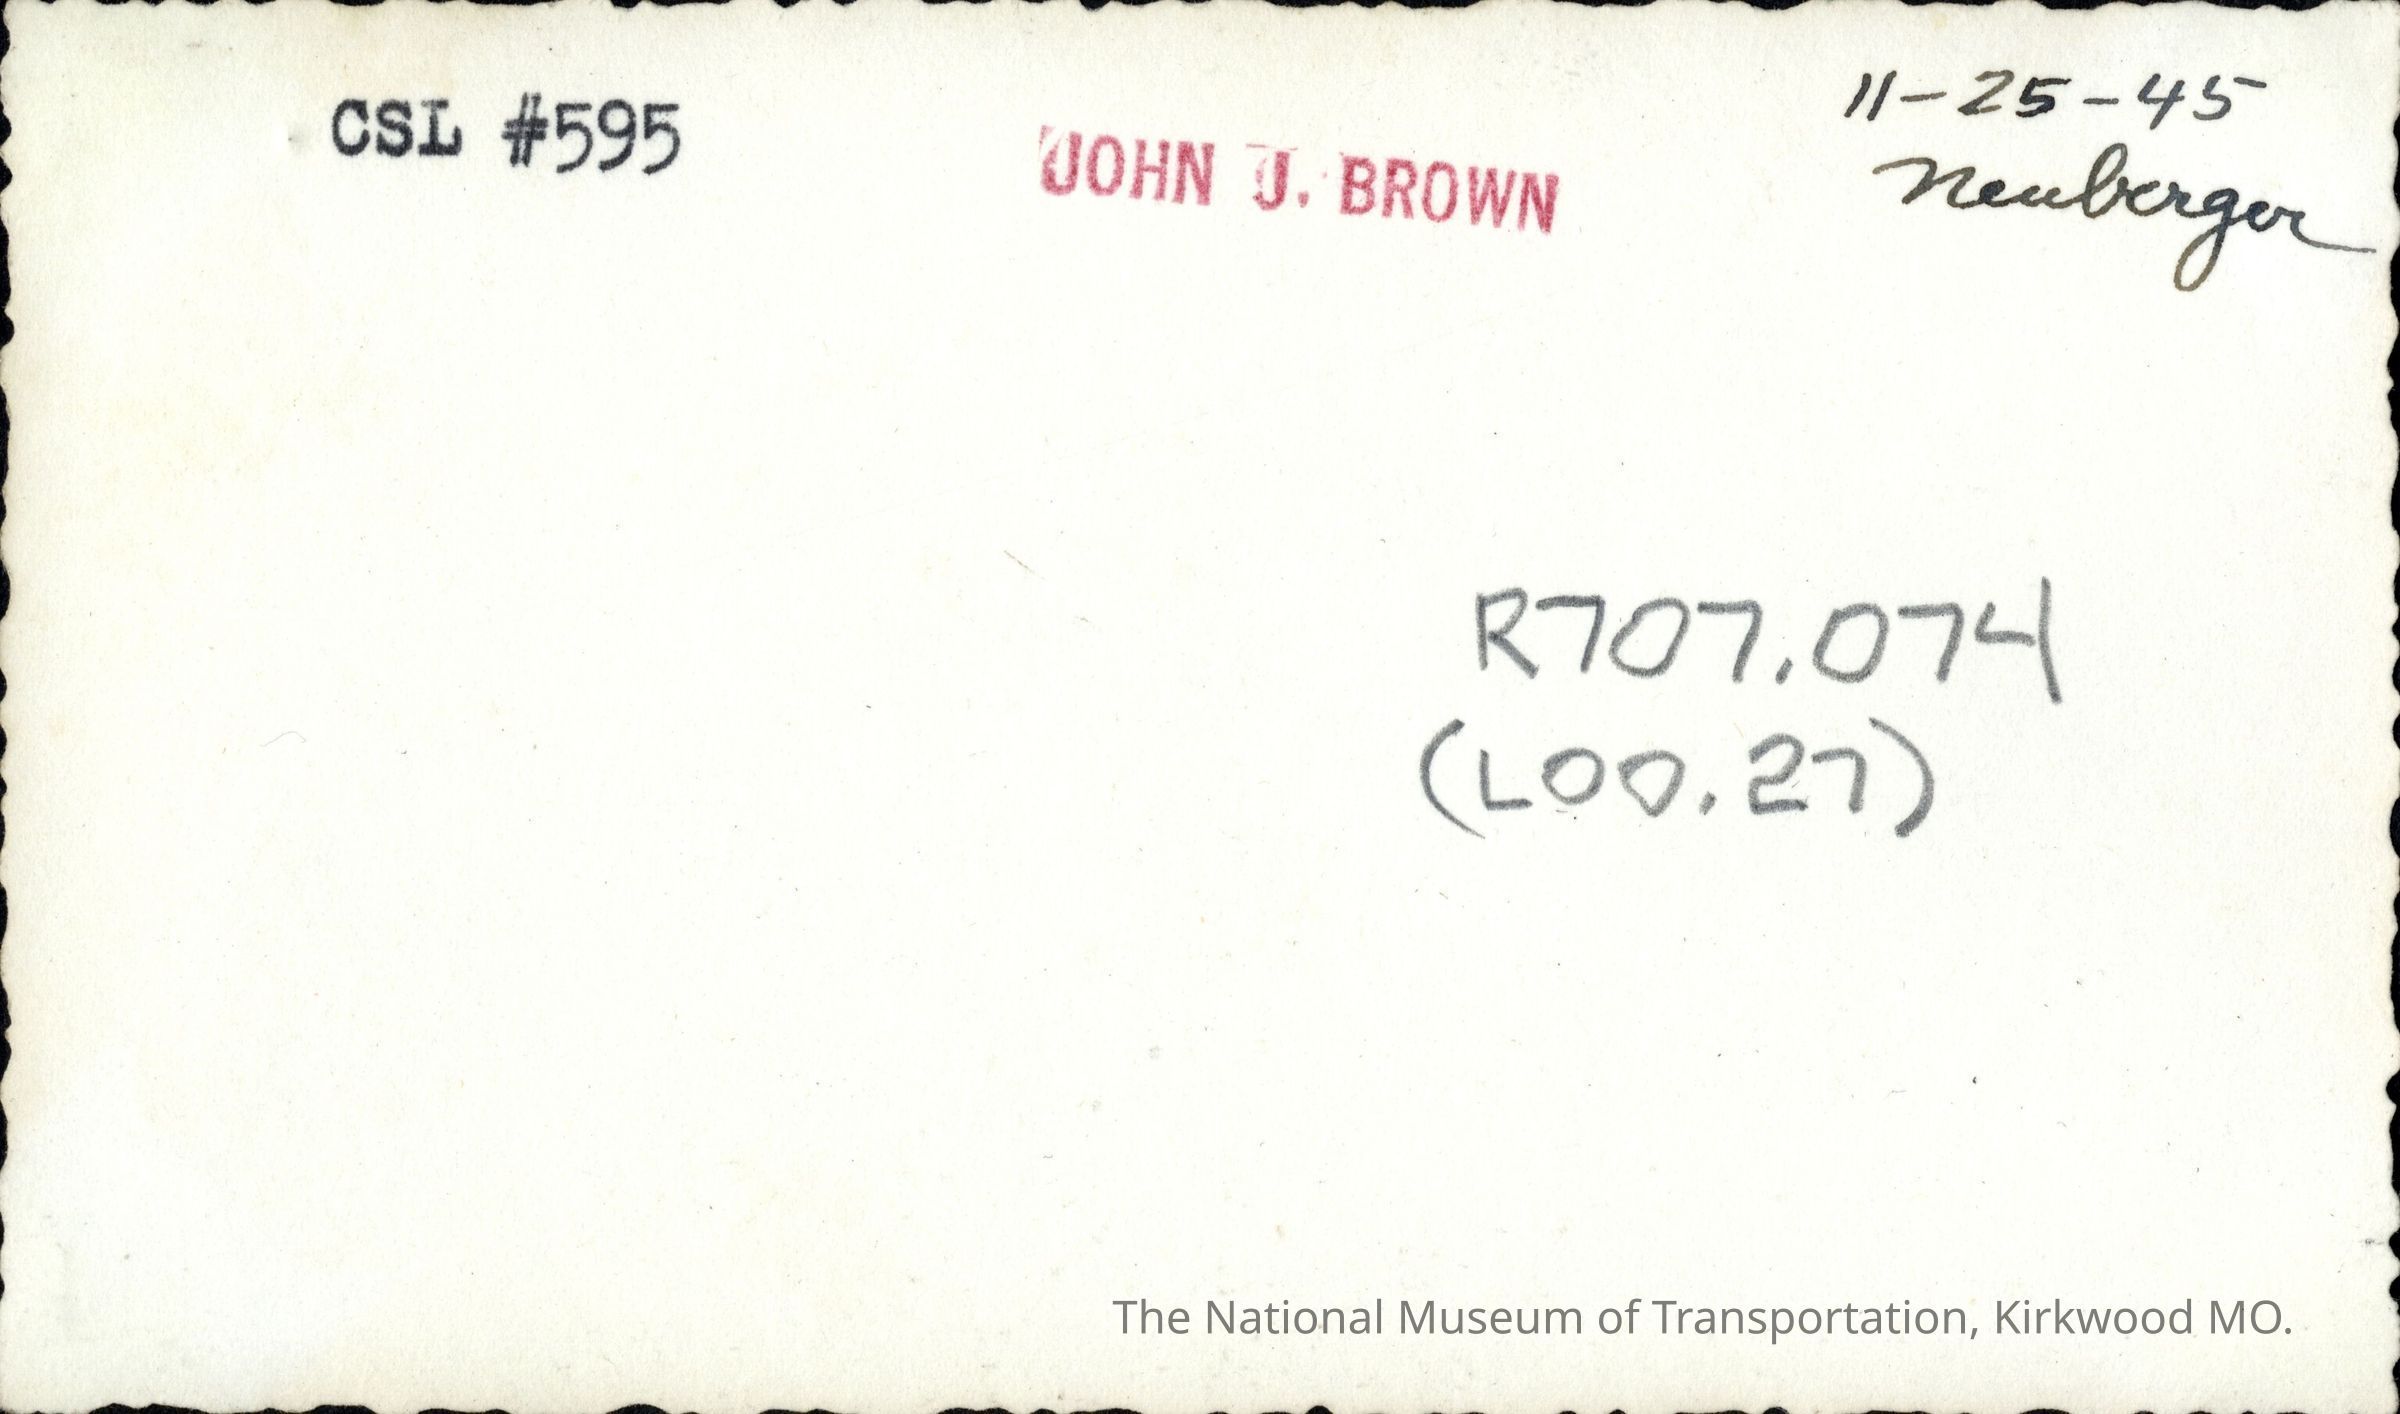 CSL #595
JOHN J. BROWN
11-25-45
Neuberger
R707.074
(L00.27)
The National Museum of Transportation, Kirkwood MO.